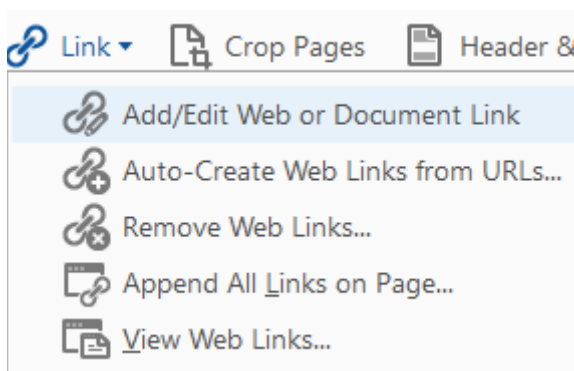 Link Crop Pages Header &
Add/Edit Web or Document Link
Auto-Create Web Links from URLs...
Remove Web Links...
Append All Links on Page...
View Web Links...